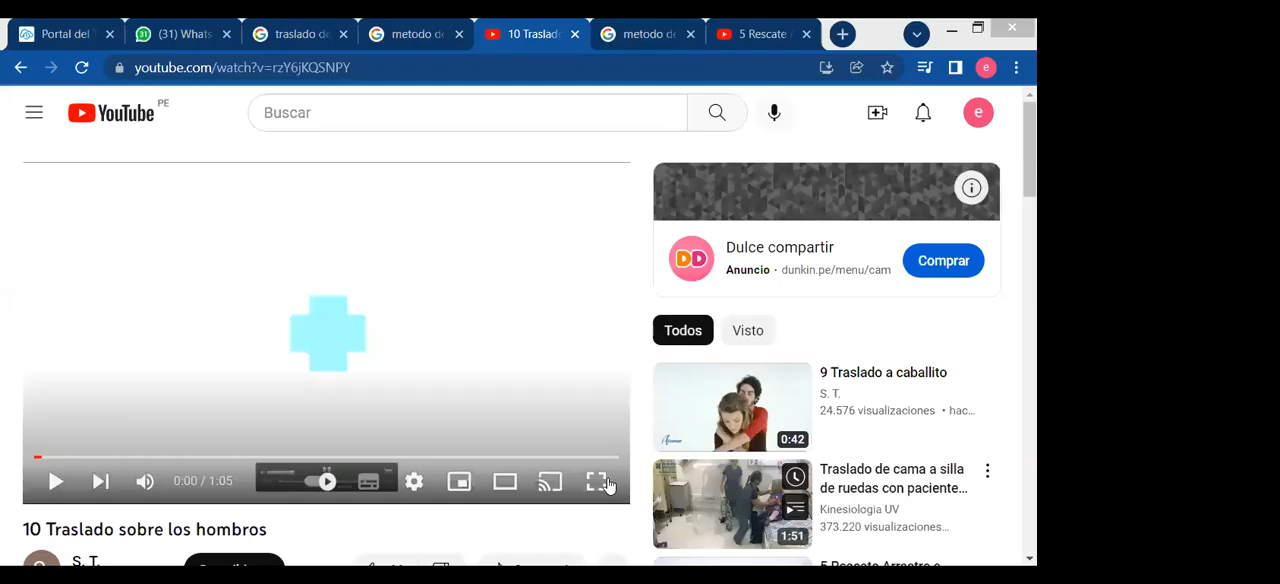 Portal del T
(31) Whats
traslado de
metodo de
10 Traslado
metodo de
5 Rescate
youtube.com/watch?v=rzY6jKQSNPY
e
YouTube PE
Buscar
e
Dulce compartir
Anuncio · dunkin.pe/menu/cam
Comprar
Todos
Visto
9 Traslado a caballito
S. T.
24.576 visualizaciones • hac...
0:42
Traslado de cama a silla
de ruedas con paciente...
Kinesiologia UV
373.220 visualizaciones...
1:51
0:00 / 1:05
10 Traslado sobre los hombros
S. T.